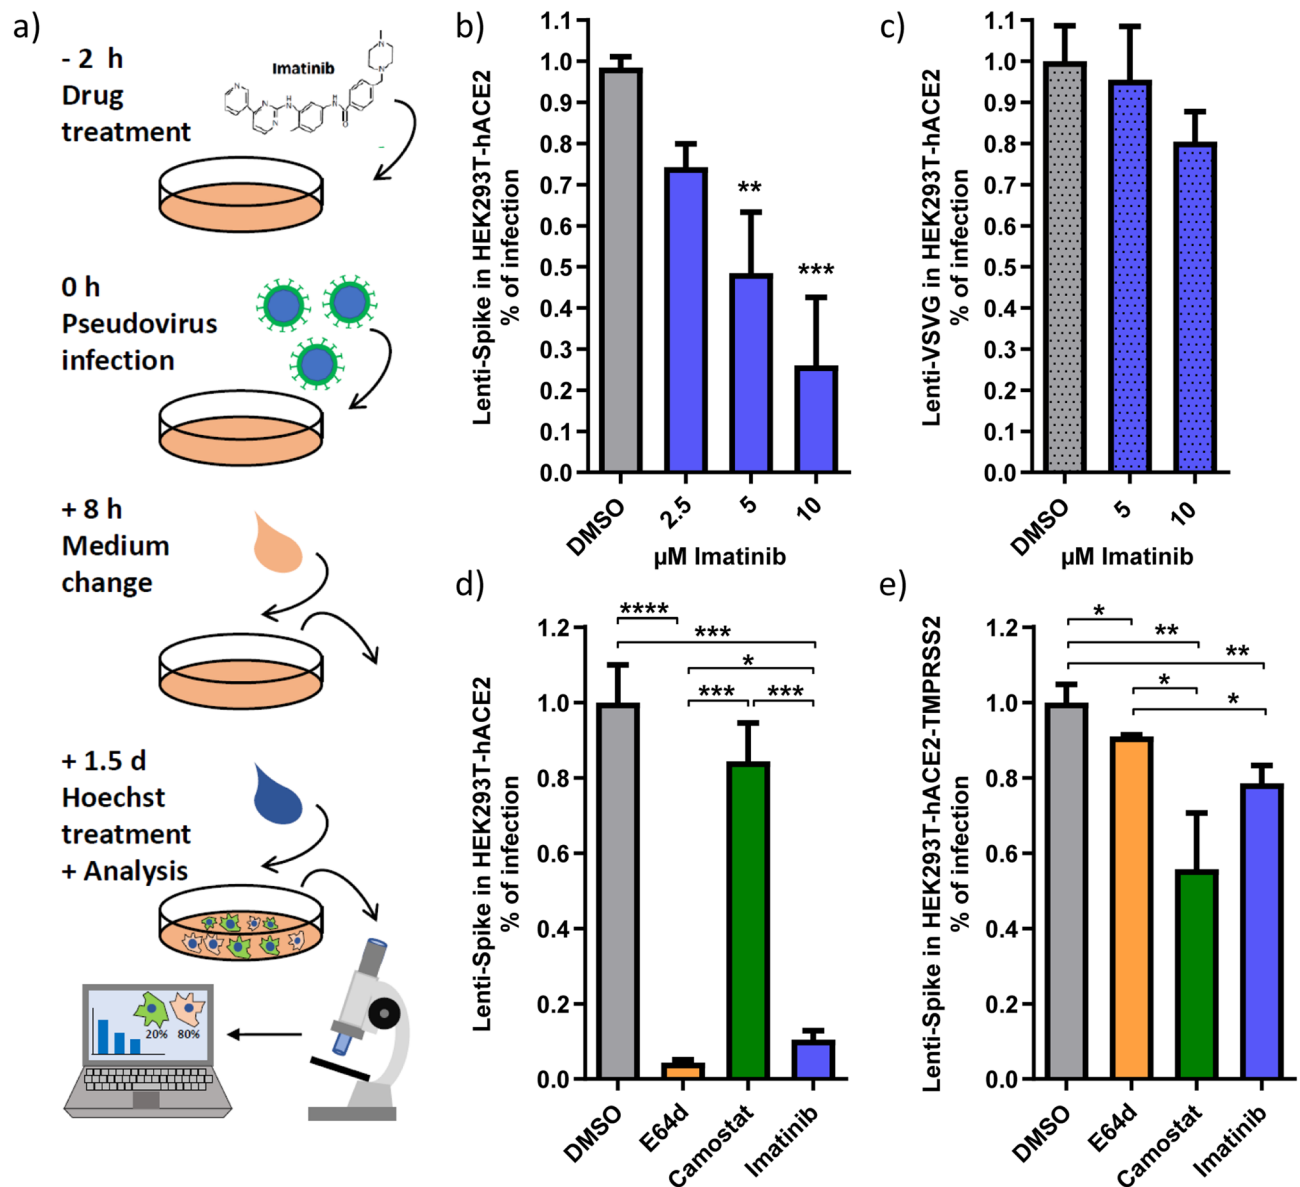 a)
- 2 h
Drug
treatment
Imatinib
N
N
N
N
N
H
N
H
N
O
0 h
Pseudovirus
infection
+ 8 h
Medium
change
+ 1.5 d
Hoechst
treatment
+ Analysis
20% 80%
b)
Lenti-Spike in HEK293T-hACE2
% of infection
1.1
1.0
0.9
0.8
0.7
0.6
0.5
0.4
0.3
0.2
0.1
0.0
**
***
DMSO
2.5
5
10
µM Imatinib
c)
Lenti-VSVG in HEK293T-hACE2
% of infection
1.1
1.0
0.9
0.8
0.7
0.6
0.5
0.4
0.3
0.2
0.1
0.0
DMSO
5
10
µM Imatinib
d)
Lenti-Spike in HEK293T-hACE2
% of infection
1.2
1.0
0.8
0.6
0.4
0.2
0.0
****
***
*
*** ***
DMSO
E64d
Camostat
Imatinib
e)
Lenti-Spike in HEK293T-hACE2-TMPRSS2
% of infection
1.2
1.0
0.8
0.6
0.4
0.2
0.0
*
**
**
*
*
DMSO
E64d
Camostat
Imatinib